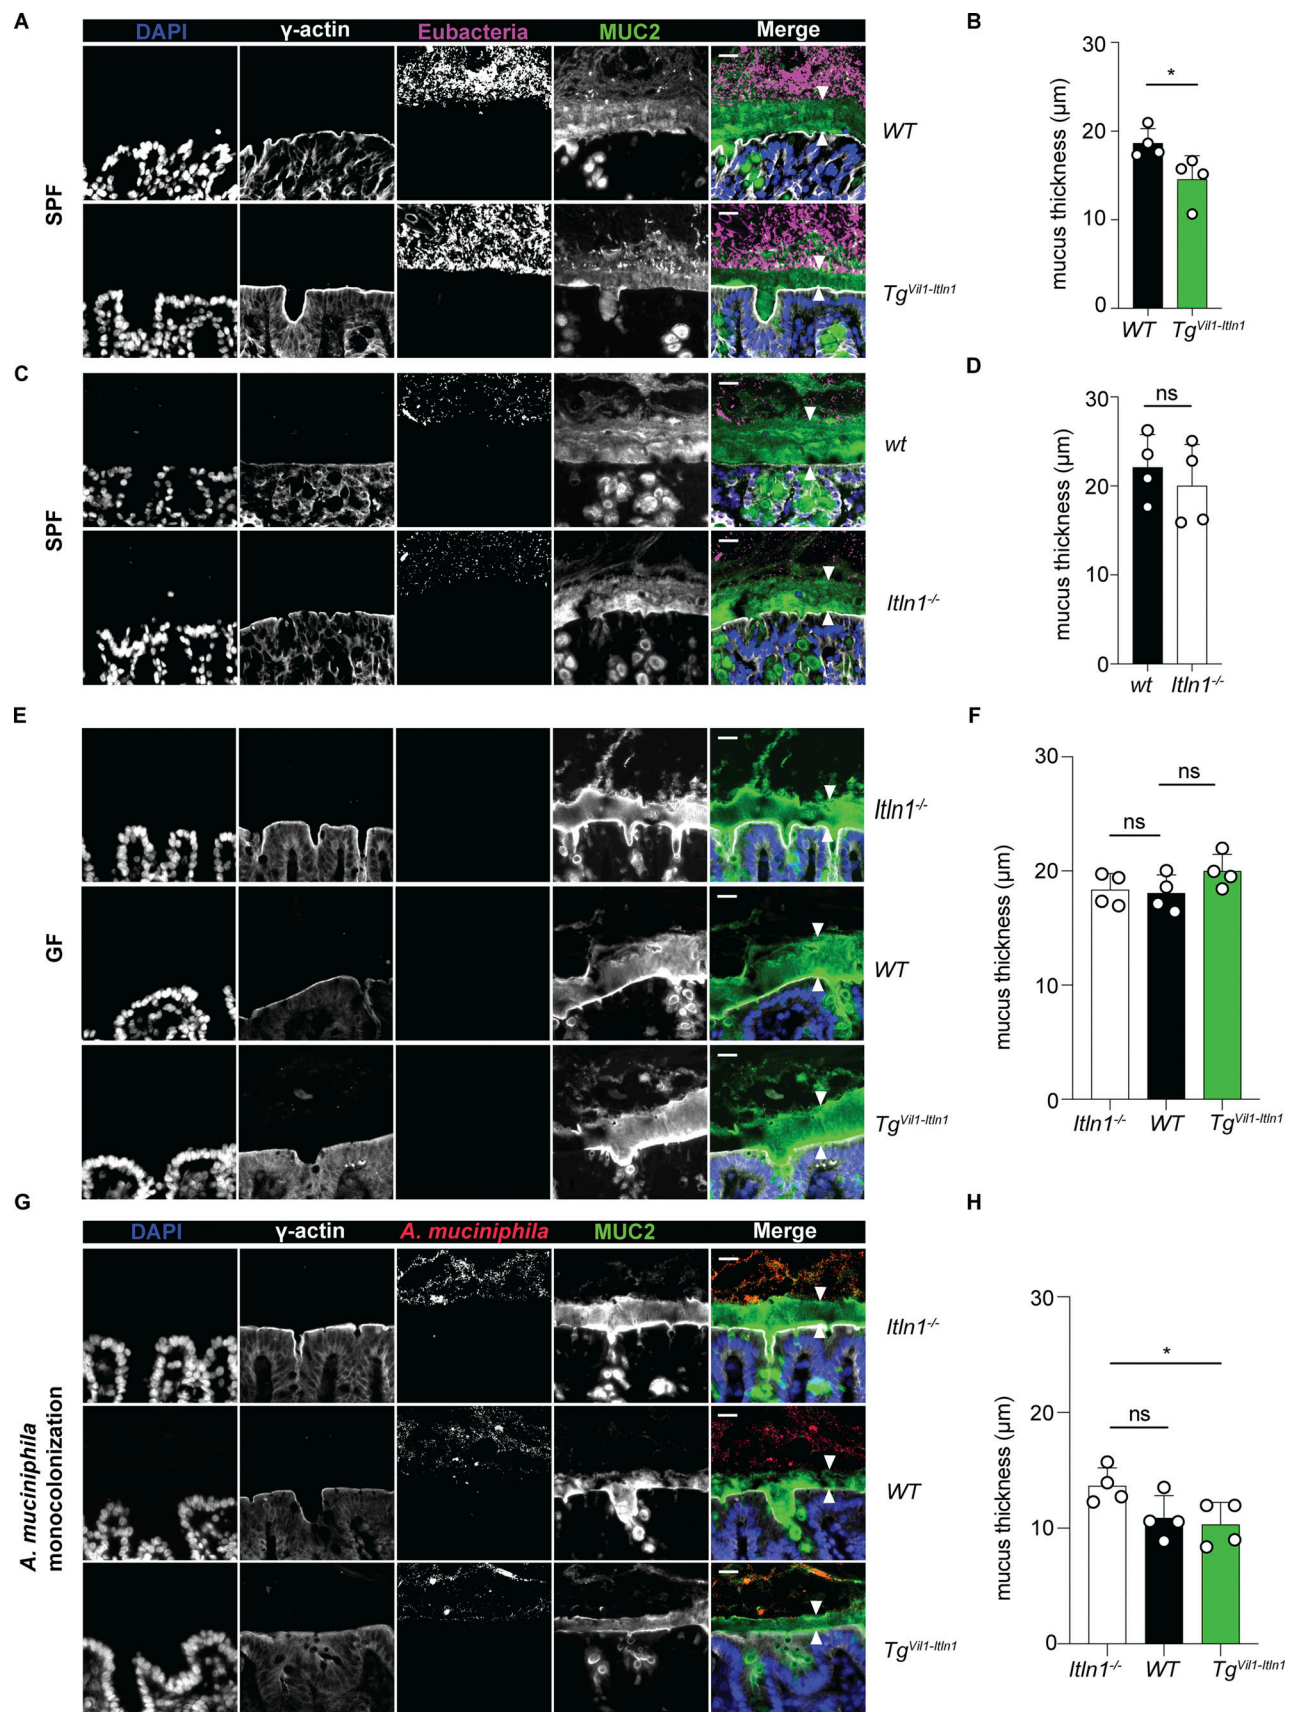 A
DAPI γ-actin Eubacteria MUC2 Merge
SPF
WT
Tg^Vil1-Itln1
B
mucus thickness (μm)
30
20
10
0
*
WT Tg^Vil1-Itln1
C
SPF
wt
Itln1^-/-
D
mucus thickness (μm)
30
20
10
0
ns
wt Itln1^-/-
E
GF
Itln1^-/-
WT
Tg^Vil1-Itln1
F
mucus thickness (μm)
30
20
10
0
ns
ns
Itln1^-/- WT Tg^Vil1-Itln1
G
DAPI γ-actin A. muciniphila MUC2 Merge
A. muciniphila
monocolonization
Itln1^-/-
WT
Tg^Vil1-Itln1
H
mucus thickness (μm)
30
20
10
0
*
ns
Itln1^-/- WT Tg^Vil1-Itln1